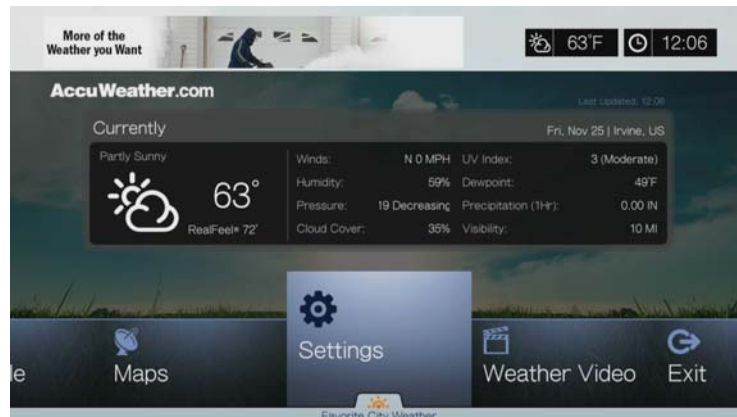 More of the
Weather you Want
63°F
12:06
AccuWeather.com
Last Updated: 12:06
Currently
Fri, Nov 25 | Irvine, US
Partly Sunny
63°
RealFeel® 72°
Winds: N 0 MPH
Humidity: 59%
Pressure: 19 Decreasing
Cloud Cover: 35%
UV Index: 3 (Moderate)
Dewpoint: 49°F
Precipitation (1Hr): 0.00 IN
Visibility: 10 MI
le
Maps
Settings
Weather Video
Exit
Favorite City Weather